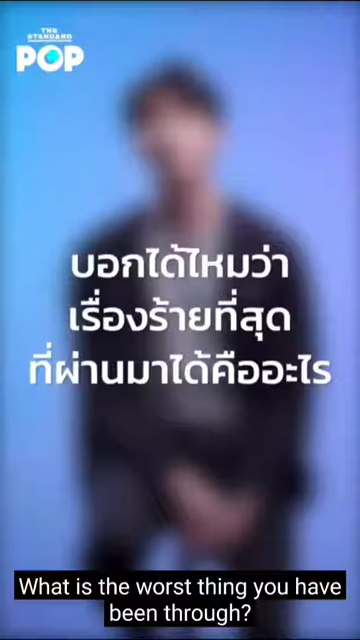 THE
STANDARD
POP
บอกได้ไหมว่า
เรื่องร้ายที่สุด
ที่ผ่านมาได้คืออะไร
What is the worst thing you have
been through?